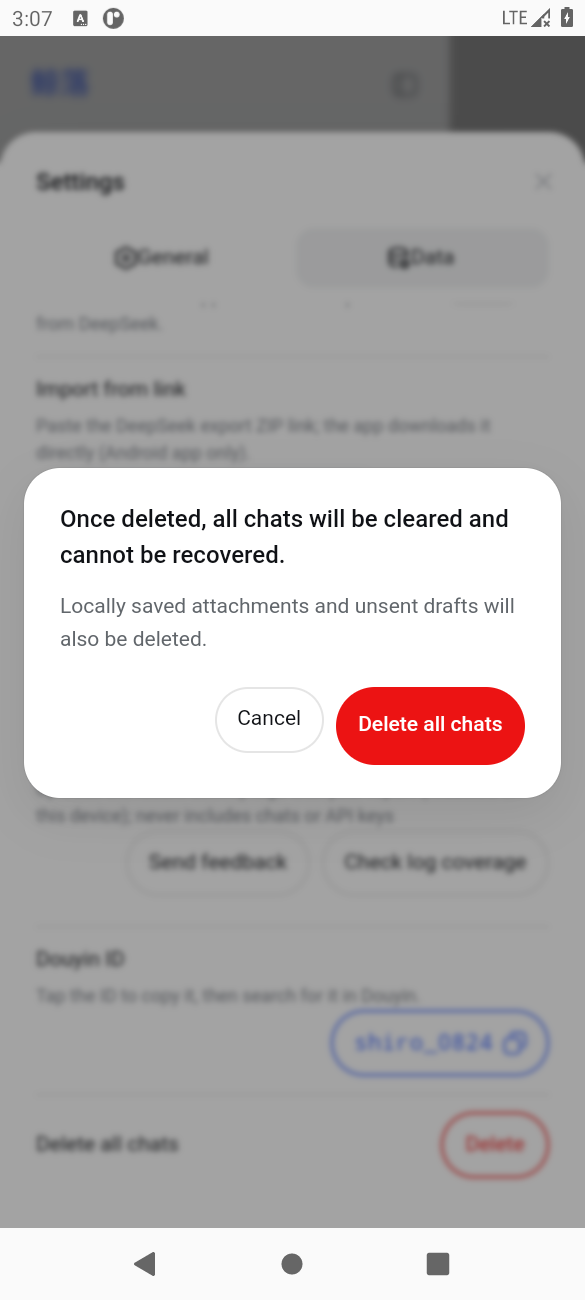 3:07
LTE
鲸落
Settings
General
Data
from DeepSeek.
Import from link
Paste the DeepSeek export ZIP link; the app downloads it
directly (Android app only).
Once deleted, all chats will be cleared and
cannot be recovered.
Locally saved attachments and unsent drafts will
also be deleted.
Cancel
Delete all chats
this device); never includes chats or API keys
Send feedback
Check log coverage
Douyin ID
Tap the ID to copy it, then search for it in Douyin.
shiro_0824
Delete all chats
Delete